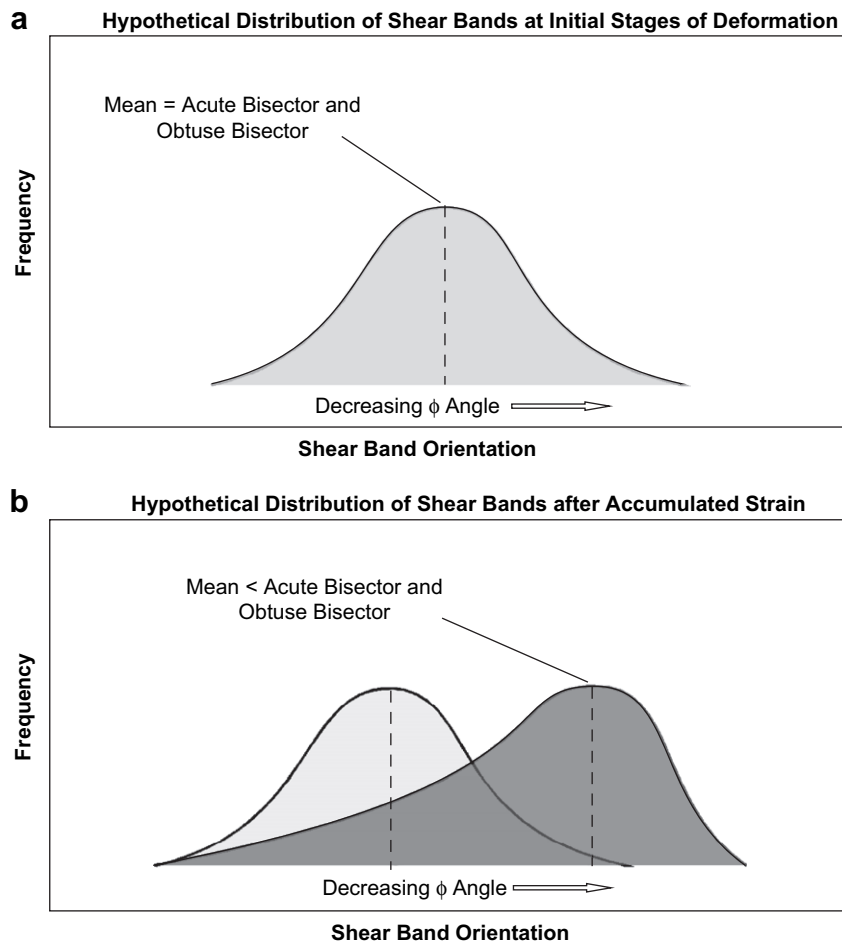 a
Hypothetical Distribution of Shear Bands at Initial Stages of Deformation
Mean = Acute Bisector and
Obtuse Bisector
Frequency
Decreasing ϕ Angle
Shear Band Orientation
b
Hypothetical Distribution of Shear Bands after Accumulated Strain
Mean < Acute Bisector and
Obtuse Bisector
Frequency
Decreasing ϕ Angle
Shear Band Orientation